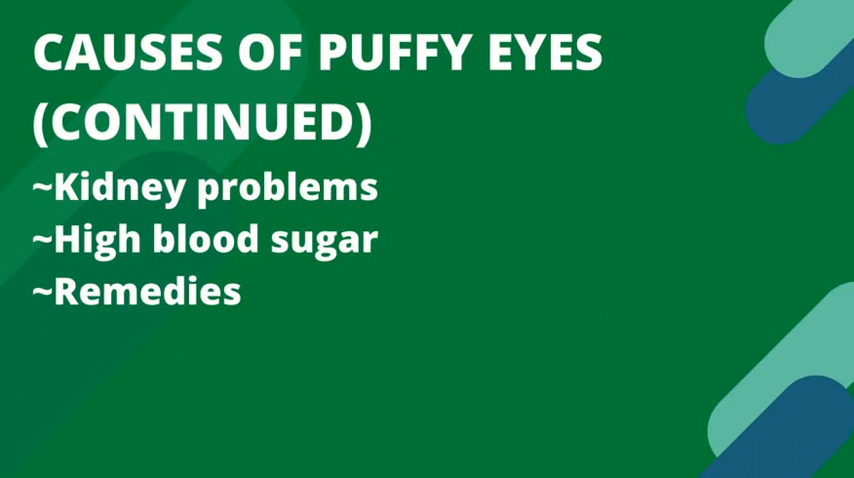 CAUSES OF PUFFY EYES
(CONTINUED)
~Kidney problems
~High blood sugar
~Remedies